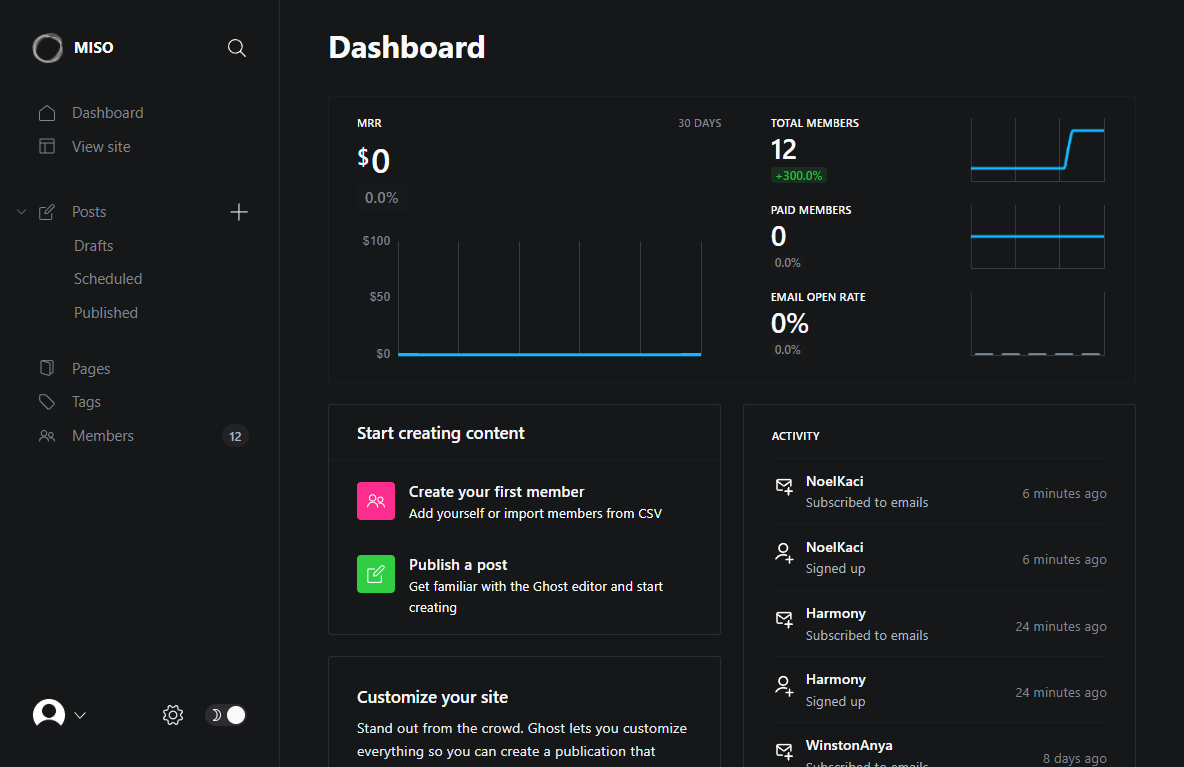 MISO
Dashboard
View site
Posts
Drafts
Scheduled
Published
Pages
Tags
Members 12
Dashboard
MRR 30 DAYS
$0
0.0%
$100
$50
$0
TOTAL MEMBERS
12
+300.0%
PAID MEMBERS
0
0.0%
EMAIL OPEN RATE
0%
0.0%
Start creating content
Create your first member
Add yourself or import members from CSV
Publish a post
Get familiar with the Ghost editor and start
creating
Customize your site
Stand out from the crowd. Ghost lets you customize
everything so you can create a publication that
ACTIVITY
NoelKaci
Subscribed to emails 6 minutes ago
NoelKaci
Signed up 6 minutes ago
Harmony
Subscribed to emails 24 minutes ago
Harmony
Signed up 24 minutes ago
WinstonAnya
Subscribed to emails 8 days ago